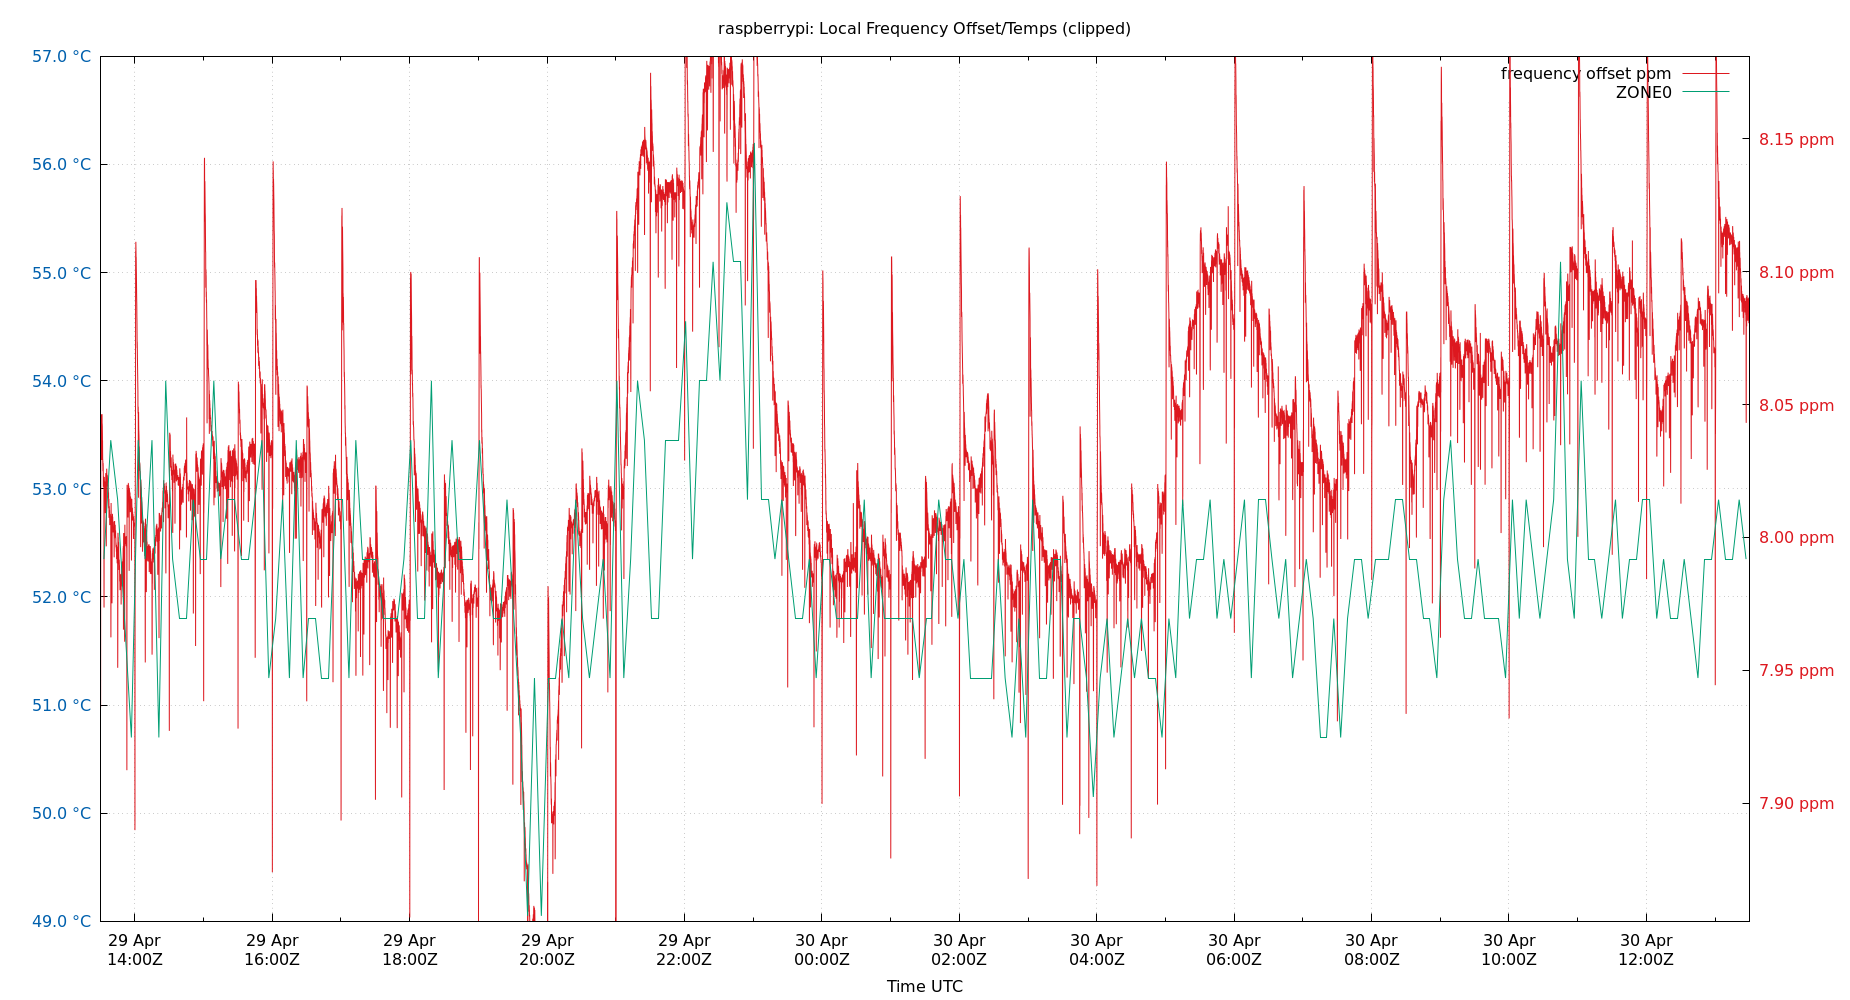 raspberrypi: Local Frequency Offset/Temps (clipped)
57.0 °C
56.0 °C
55.0 °C
54.0 °C
53.0 °C
52.0 °C
51.0 °C
50.0 °C
49.0 °C
frequency offset ppm
ZONE0
8.15 ppm
8.10 ppm
8.05 ppm
8.00 ppm
7.95 ppm
7.90 ppm
29 Apr 29 Apr 29 Apr 29 Apr 29 Apr 30 Apr 30 Apr 30 Apr 30 Apr 30 Apr 30 Apr 30 Apr
14:00Z 16:00Z 18:00Z 20:00Z 22:00Z 00:00Z 02:00Z 04:00Z 06:00Z 08:00Z 10:00Z 12:00Z
Time UTC